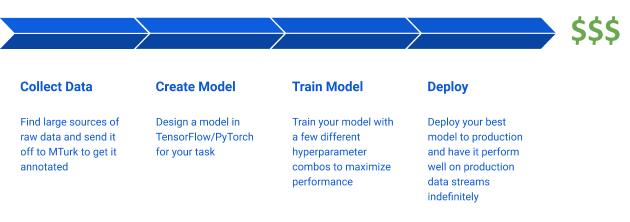 $$$
Collect Data
Find large sources of
raw data and send it
off to MTurk to get it
annotated
Create Model
Design a model in
TensorFlow/PyTorch
for your task
Train Model
Train your model with
a few different
hyperparameter
combos to maximize
performance
Deploy
Deploy your best
model to production
and have it perform
well on production
data streams
indefinitely